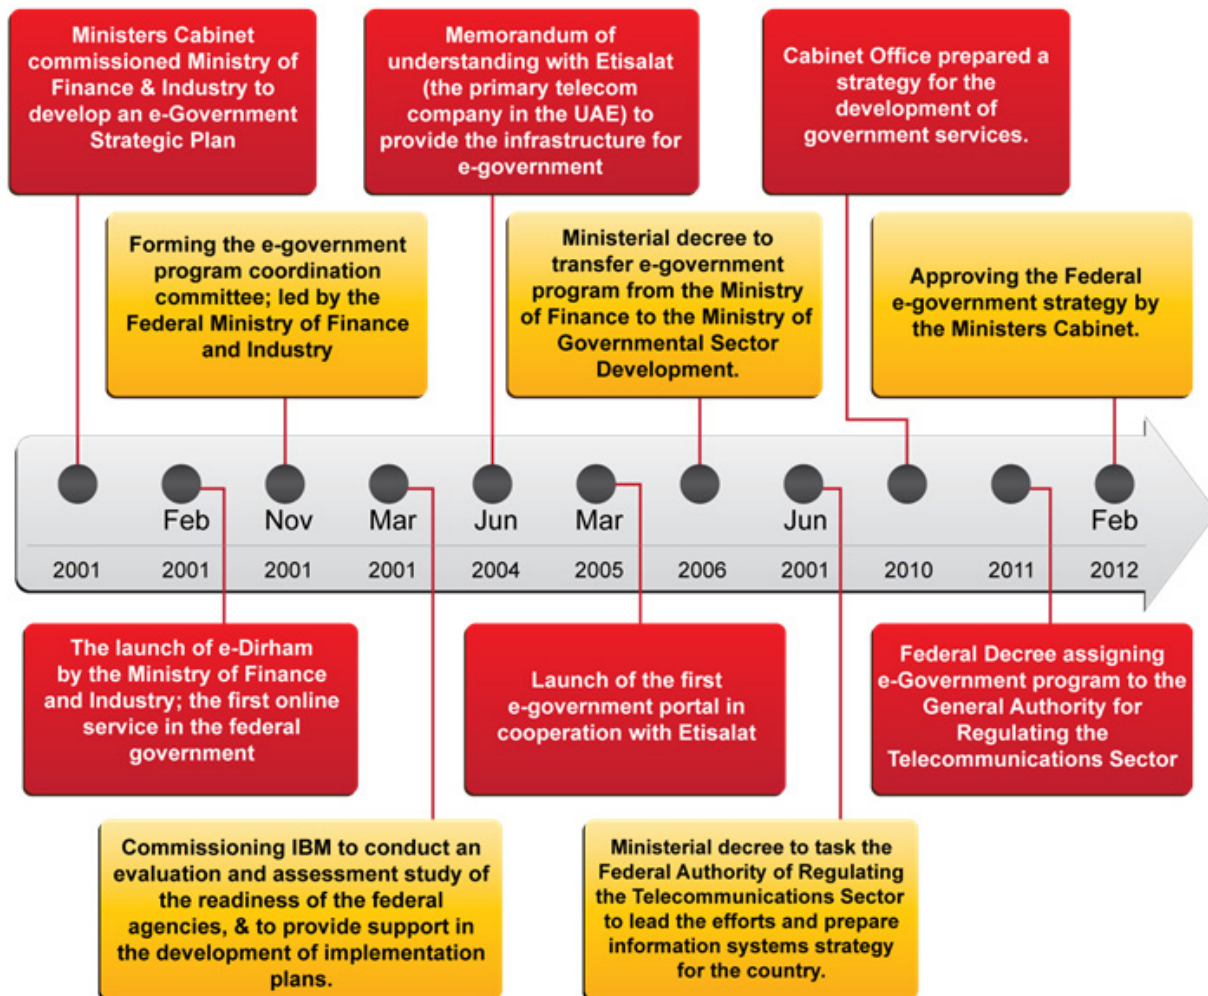 Ministers Cabinet
commissioned Ministry of
Finance & Industry to
develop an e-Government
Strategic Plan
Memorandum of
understanding with Etisalat
(the primary telecom
company in the UAE) to
provide the infrastructure for
e-government
Cabinet Office prepared a
strategy for the
development of
government services.
Forming the e-government
program coordination
committee; led by the
Federal Ministry of Finance
and Industry
Ministerial decree to
transfer e-government
program from the Ministry
of Finance to the Ministry of
Governmental Sector
Development.
Approving the Federal
e-government strategy by
the Ministers Cabinet.
Feb Nov Mar Jun Mar Jun Feb
2001 2001 2001 2001 2004 2005 2006 2001 2010 2011 2012
The launch of e-Dirham
by the Ministry of Finance
and Industry; the first online
service in the federal
government
Launch of the first
e-government portal in
cooperation with Etisalat
Federal Decree assigning
e-Government program to the
General Authority for
Regulating the
Telecommunications Sector
Commissioning IBM to conduct an
evaluation and assessment study of
the readiness of the federal
agencies, & to provide support in
the development of implementation
plans.
Ministerial decree to task the
Federal Authority of Regulating
the Telecommunications Sector
to lead the efforts and prepare
information systems strategy
for the country.